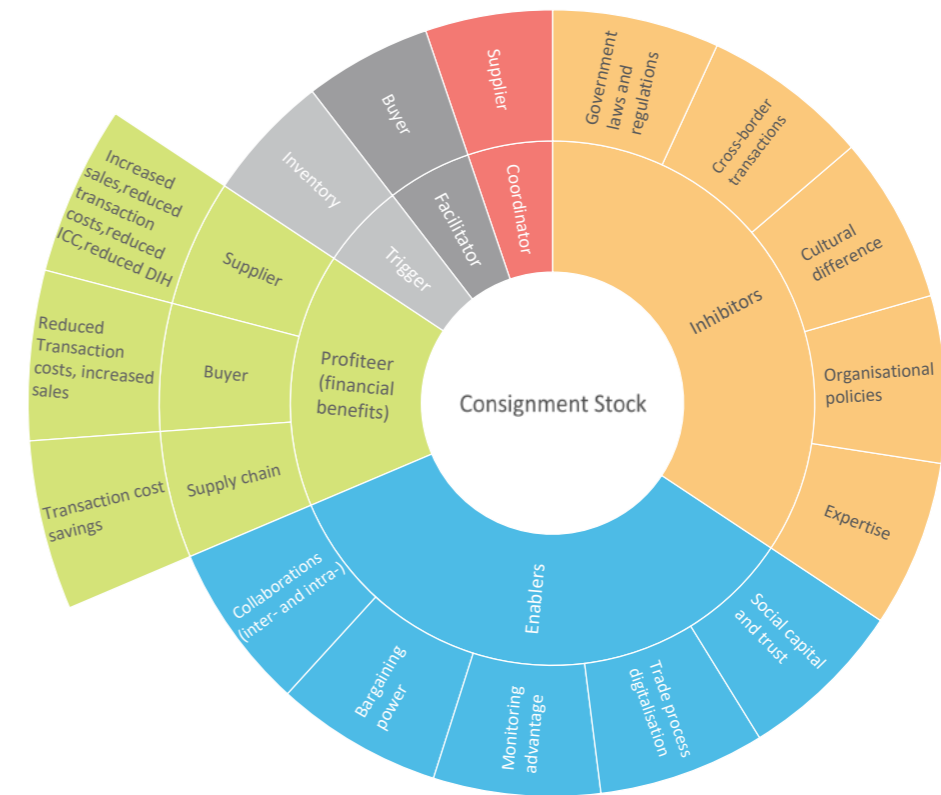 Consignment Stock
Inhibitors
Government
laws and
regulations
Cross-border
transactions
Cultural
difference
Organisational
policies
Expertise
Enablers
Social capital
and trust
Trade process
digitalisation
Monitoring
advantage
Bargaining
power
Collaborations
(inter- and intra-)
Profiteer
(financial
benefits)
Supply chain
Transaction cost
savings
Buyer
Reduced
Transaction
costs, increased
sales
Supplier
Increased
sales,reduced
transaction
costs,reduced
ICC,reduced DIH
Trigger
Inventory
Facilitator
Buyer
Coordinator
Supplier